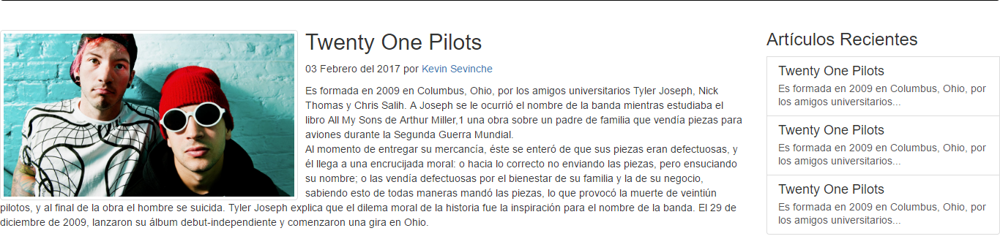 Twenty One Pilots
03 Febrero del 2017 por Kevin Sevinche
Es formada en 2009 en Columbus, Ohio, por los amigos universitarios Tyler Joseph, Nick
Thomas y Chris Salih. A Joseph se le ocurrió el nombre de la banda mientras estudiaba el
libro All My Sons de Arthur Miller,1 una obra sobre un padre de familia que vendía piezas para
aviones durante la Segunda Guerra Mundial.
Al momento de entregar su mercancía, éste se enteró de que sus piezas eran defectuosas, y
él llega a una encrucijada moral: o hacia lo correcto no enviando las piezas, pero ensuciando
su nombre; o las vendía defectuosas por el bienestar de su familia y la de su negocio,
sabiendo esto de todas maneras mandó las piezas, lo que provocó la muerte de veintiún
pilotos, y al final de la obra el hombre se suicida. Tyler Joseph explica que el dilema moral de la historia fue la inspiración para el nombre de la banda. El 29 de
diciembre de 2009, lanzaron su álbum debut-independiente y comenzaron una gira en Ohio.
Artículos Recientes
Twenty One Pilots
Es formada en 2009 en Columbus, Ohio, por
los amigos universitarios...
Twenty One Pilots
Es formada en 2009 en Columbus, Ohio, por
los amigos universitarios...
Twenty One Pilots
Es formada en 2009 en Columbus, Ohio, por
los amigos universitarios...